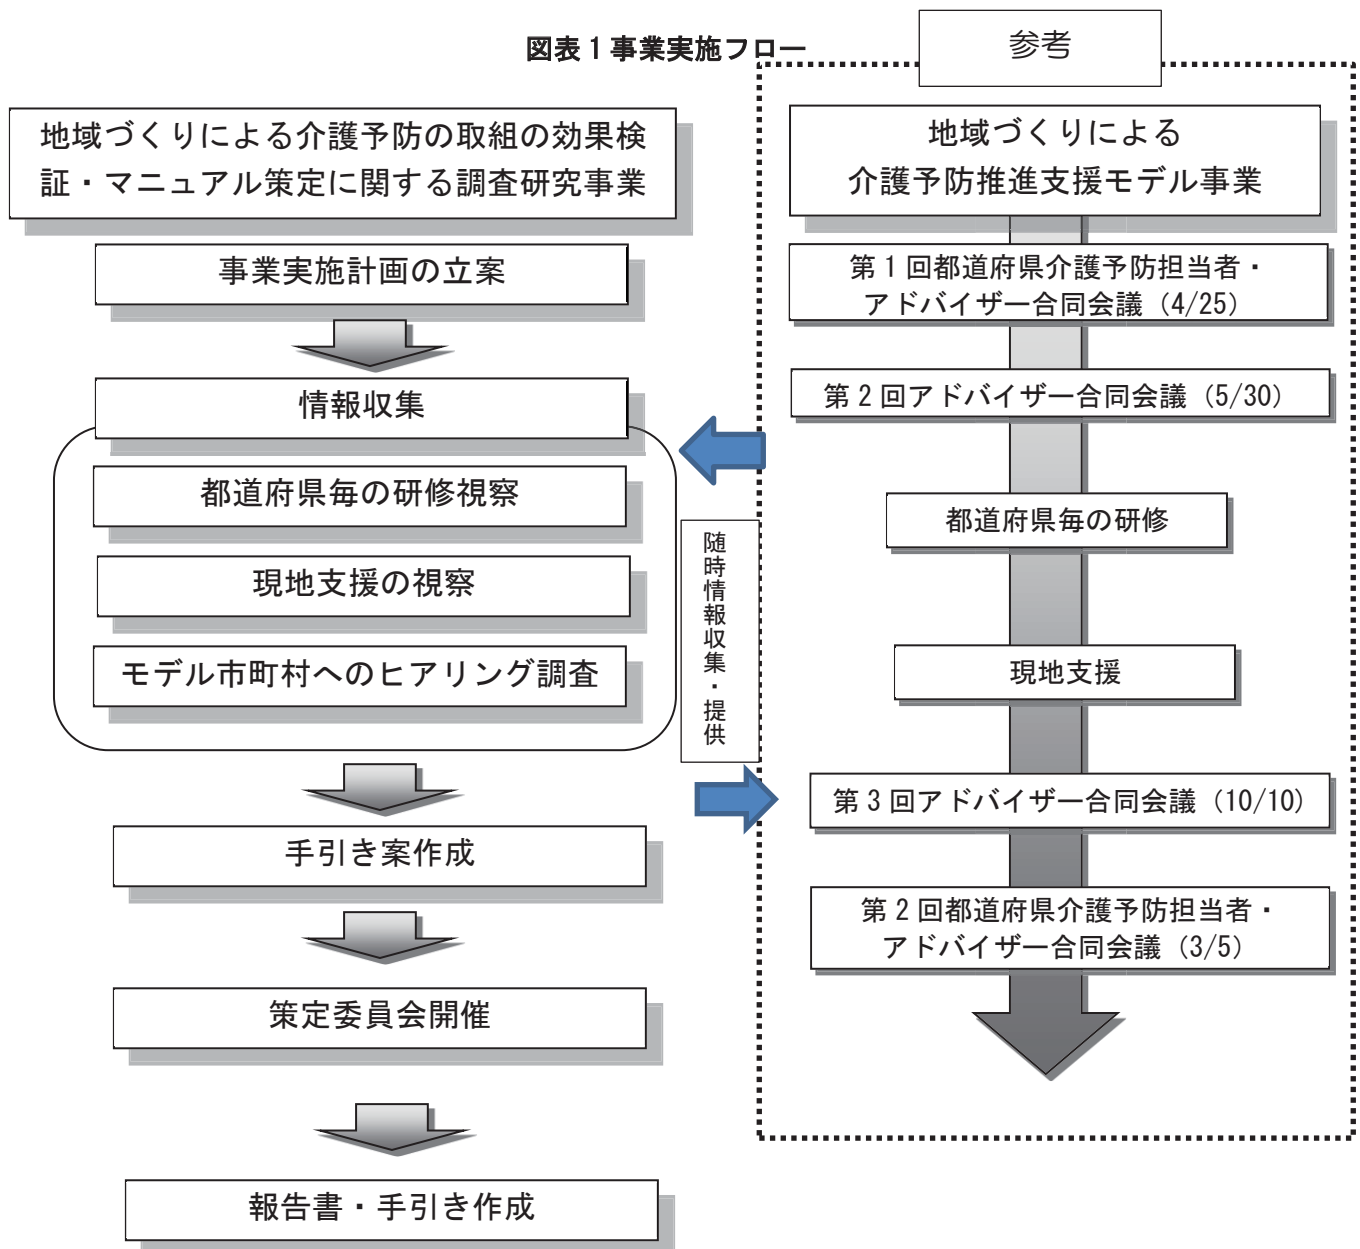 図表1事業実施フロー
参考
地域づくりによる介護予防の取組の効果検
証・マニュアル策定に関する調査研究事業
事業実施計画の立案
情報収集
都道府県毎の研修視察
現地支援の視察
モデル市町村へのヒアリング調査
手引き案作成
策定委員会開催
報告書・手引き作成
随時情報収集・提供
地域づくりによる
介護予防推進支援モデル事業
第1回都道府県介護予防担当者・
アドバイザー合同会議（4/25）
第2回アドバイザー合同会議（5/30）
都道府県毎の研修
現地支援
第3回アドバイザー合同会議（10/10）
第2回都道府県介護予防担当者・
アドバイザー合同会議（3/5）